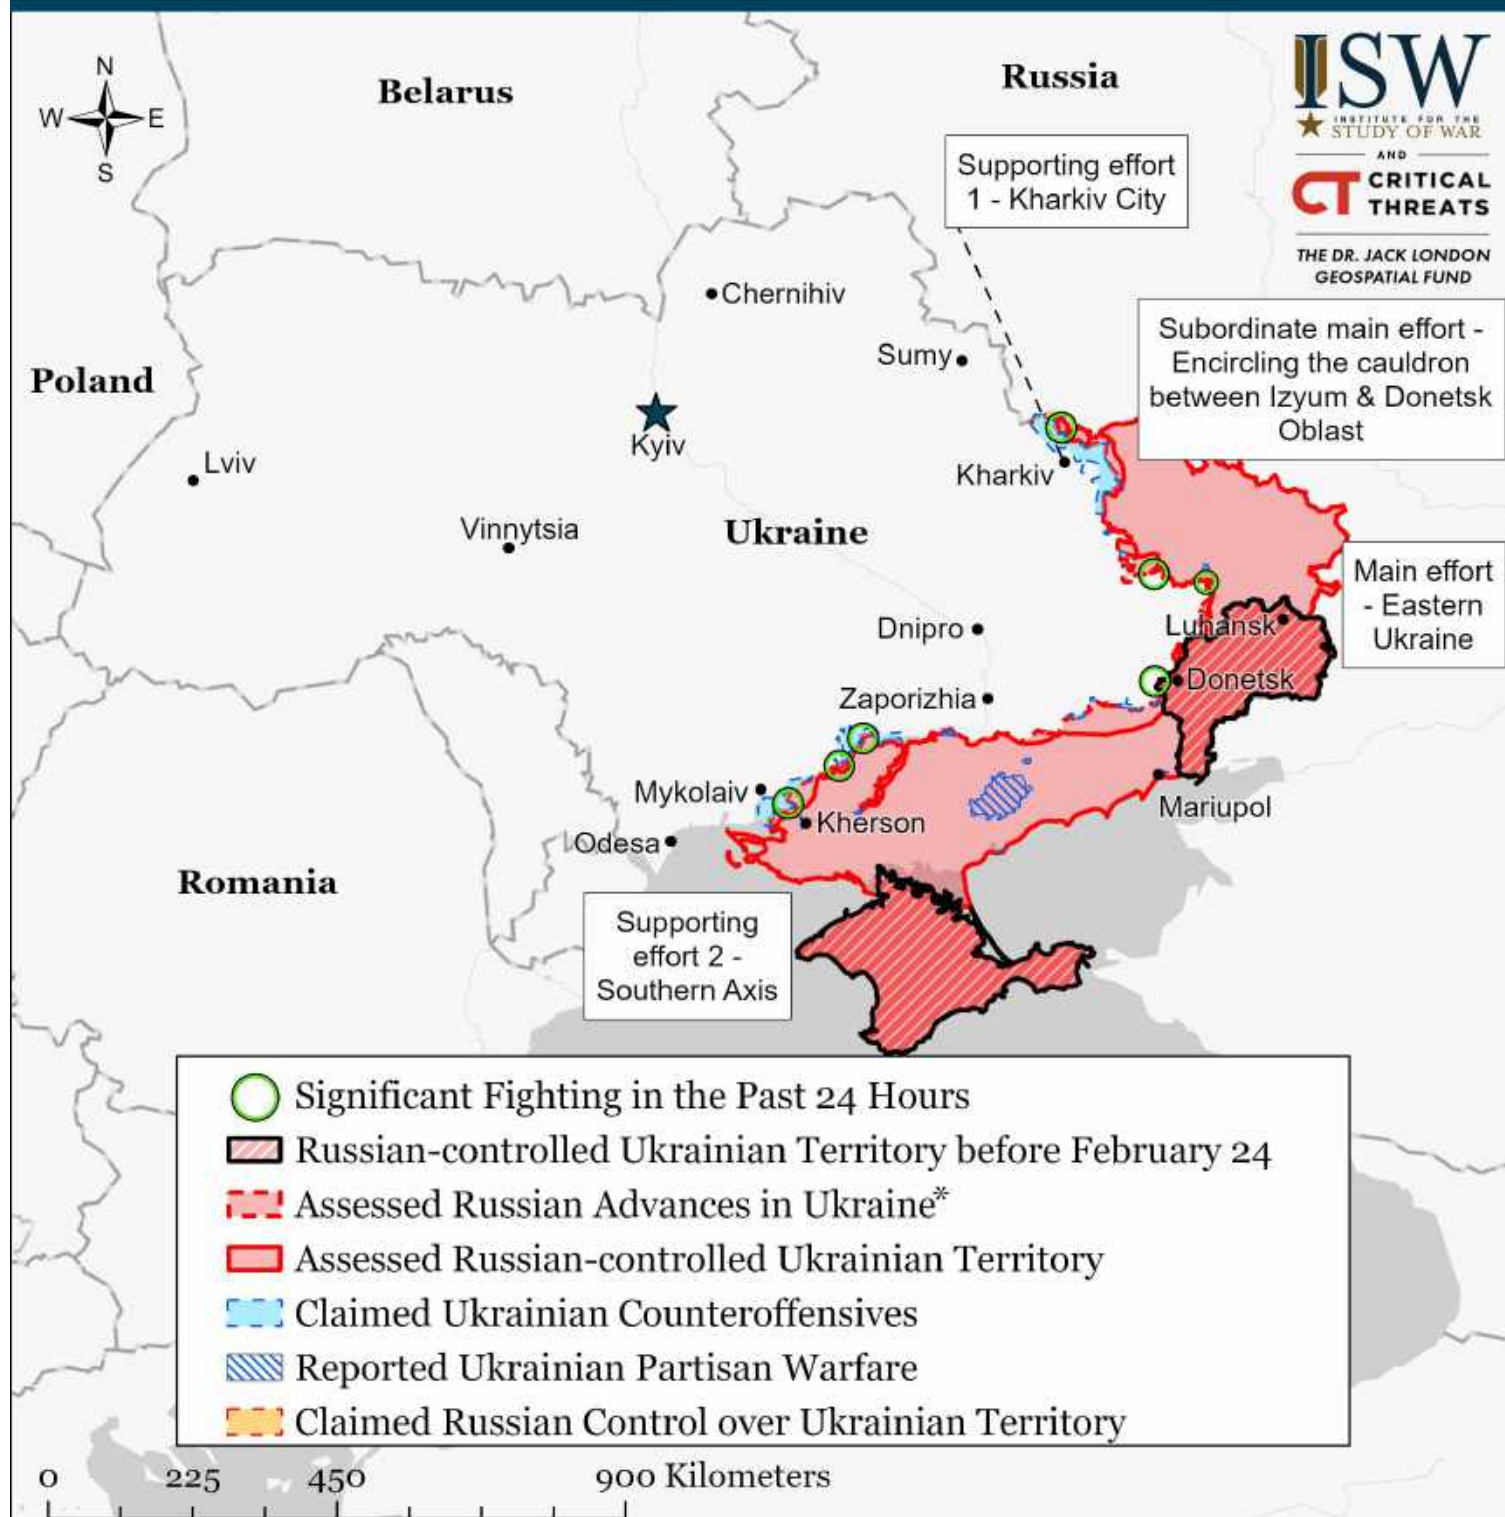 N
W E
S
Belarus
Russia
ISW
INSTITUTE FOR THE
STUDY OF WAR
AND
CT CRITICAL
THREATS
THE DR. JACK LONDON
GEOSPATIAL FUND
Supporting effort
1 - Kharkiv City
Chernihiv
Subordinate main effort -
Encircling the cauldron
between Izyum & Donetsk
Oblast
Sumy
Poland
Kyiv
Lviv
Kharkiv
Vinnytsia
Ukraine
Main effort
- Eastern
Ukraine
Dnipro
Luhansk
Donetsk
Zaporizhia
Mykolaiv
Mariupol
Kherson
Odesa
Romania
Supporting
effort 2 -
Southern Axis
Significant Fighting in the Past 24 Hours
Russian-controlled Ukrainian Territory before February 24
Assessed Russian Advances in Ukraine*
Assessed Russian-controlled Ukrainian Territory
Claimed Ukrainian Counteroffensives
Reported Ukrainian Partisan Warfare
Claimed Russian Control over Ukrainian Territory
0 225 450 900 Kilometers